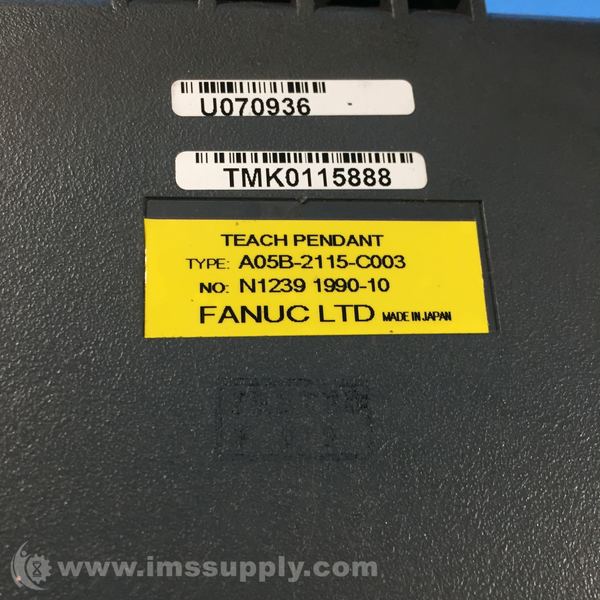 U070936
TMK0115888
TEACH PENDANT
TYPE: A05B-2115-C003
NO: N1239 1990-10
FANUC LTD MADE IN JAPAN
www.imssupply.com